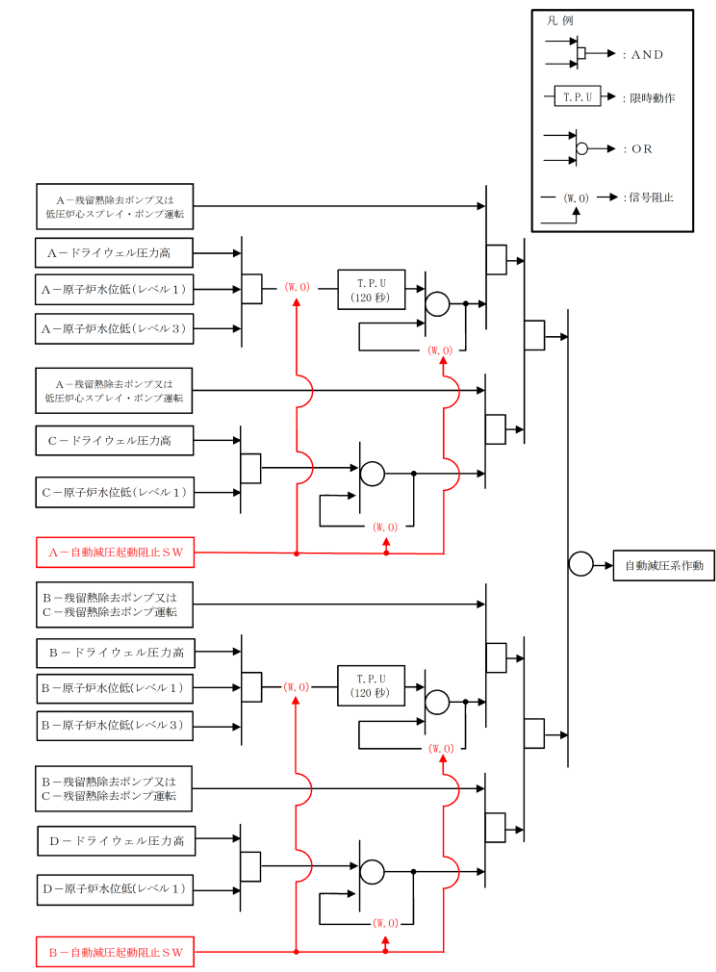 凡 例
：ＡＮＤ
T.P.U
：限時動作
：ＯＲ
(W.O)
：信号阻止
Ａ－残留熱除去ポンプ又は
低圧炉心スプレイ・ポンプ運転
Ａ－ドライウェル圧力高
Ａ－原子炉水位低(レベル１)
Ａ－原子炉水位低(レベル３)
(W.O)
T.P.U
(120 秒)
(W.O)
Ａ－残留熱除去ポンプ又は
低圧炉心スプレイ・ポンプ運転
Ｃ－ドライウェル圧力高
Ｃ－原子炉水位低(レベル１)
(W.O)
Ａ－自動減圧起動阻止ＳＷ
自動減圧系作動
Ｂ－残留熱除去ポンプ又は
Ｃ－残留熱除去ポンプ運転
Ｂ－ドライウェル圧力高
Ｂ－原子炉水位低(レベル１)
Ｂ－原子炉水位低(レベル３)
(W.O)
T.P.U
(120 秒)
(W.O)
Ｂ－残留熱除去ポンプ又は
Ｃ－残留熱除去ポンプ運転
Ｄ－ドライウェル圧力高
Ｄ－原子炉水位低(レベル１)
(W.O)
Ｂ－自動減圧起動阻止ＳＷ